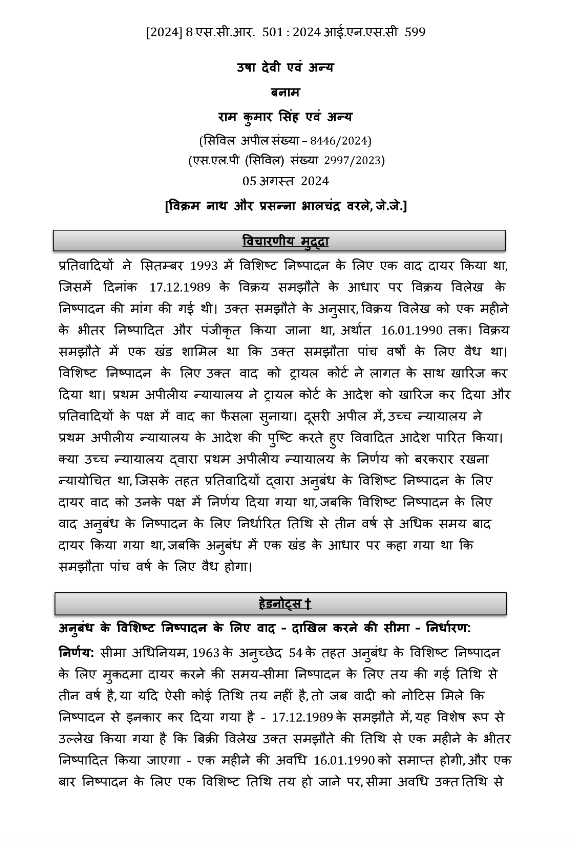 [2024] 8 एस.सी.आर. 501 : 2024 आई.एन.एस.सी 599
उषा देवी एवं अन्य
बनाम
राम कुमार सिंह एवं अन्य
(सिविल अपील संख्या – 8446/2024)
(एस.एल.पी (सिविल) संख्या 2997/2023)
05 अगस्त 2024
[विक्रम नाथ और प्रसन्ना भालचंद्र वरले, जे.जे.]
विचारणीय मुद्दा
प्रतिवादियों ने सितम्बर 1993 में विशिष्ट निष्पादन के लिए एक वाद दायर किया था,
जिसमें दिनांक 17.12.1989 के विक्रय समझौते के आधार पर विक्रय विलेख के
निष्पादन की मांग की गई थी। उक्त समझौते के अनुसार, विक्रय विलेख को एक महीने
के भीतर निष्पादित और पंजीकृत किया जाना था, अर्थात 16.01.1990 तक। विक्रय
समझौते में एक खंड शामिल था कि उक्त समझौता पांच वर्षों के लिए वैध था।
विशिष्ट निष्पादन के लिए उक्त वाद को ट्रायल कोर्ट ने लागत के साथ खारिज कर
दिया था। प्रथम अपीलीय न्यायालय ने ट्रायल कोर्ट के आदेश को खारिज कर दिया और
प्रतिवादियों के पक्ष में वाद का फैसला सुनाया। दूसरी अपील में, उच्च न्यायालय ने
प्रथम अपीलीय न्यायालय के आदेश की पुष्टि करते हुए विवादित आदेश पारित किया।
क्या उच्च न्यायालय द्वारा प्रथम अपीलीय न्यायालय के निर्णय को बरकरार रखना
न्यायोचित था, जिसके तहत प्रतिवादियों द्वारा अनुबंध के विशिष्ट निष्पादन के लिए
दायर वाद को उनके पक्ष में निर्णय दिया गया था, जबकि विशिष्ट निष्पादन के लिए
वाद अनुबंध के निष्पादन के लिए निर्धारित तिथि से तीन वर्ष से अधिक समय बाद
दायर किया गया था, जबकि अनुबंध में एक खंड के आधार पर कहा गया था कि
समझौता पांच वर्ष के लिए वैध होगा।
हेडनोट्स †
अनुबंध के विशिष्ट निष्पादन के लिए वाद – दाखिल करने की सीमा – निर्धारण:
निर्णय: सीमा अधिनियम, 1963 के अनुच्छेद 54 के तहत अनुबंध के विशिष्ट निष्पादन
के लिए मुकदमा दायर करने की समय-सीमा निष्पादन के लिए तय की गई तिथि से
तीन वर्ष है, या यदि ऐसी कोई तिथि तय नहीं है, तो जब वादी को नोटिस मिले कि
निष्पादन से इनकार कर दिया गया है - 17.12.1989 के समझौते में, यह विशेष रूप से
उल्लेख किया गया है कि बिक्री विलेख उक्त समझौते की तिथि से एक महीने के भीतर
निष्पादित किया जाएगा - एक महीने की अवधि 16.01.1990 को समाप्त होगी, और एक
बार निष्पादन के लिए एक विशिष्ट तिथि तय हो जाने पर, सीमा अवधि उक्त तिथि से